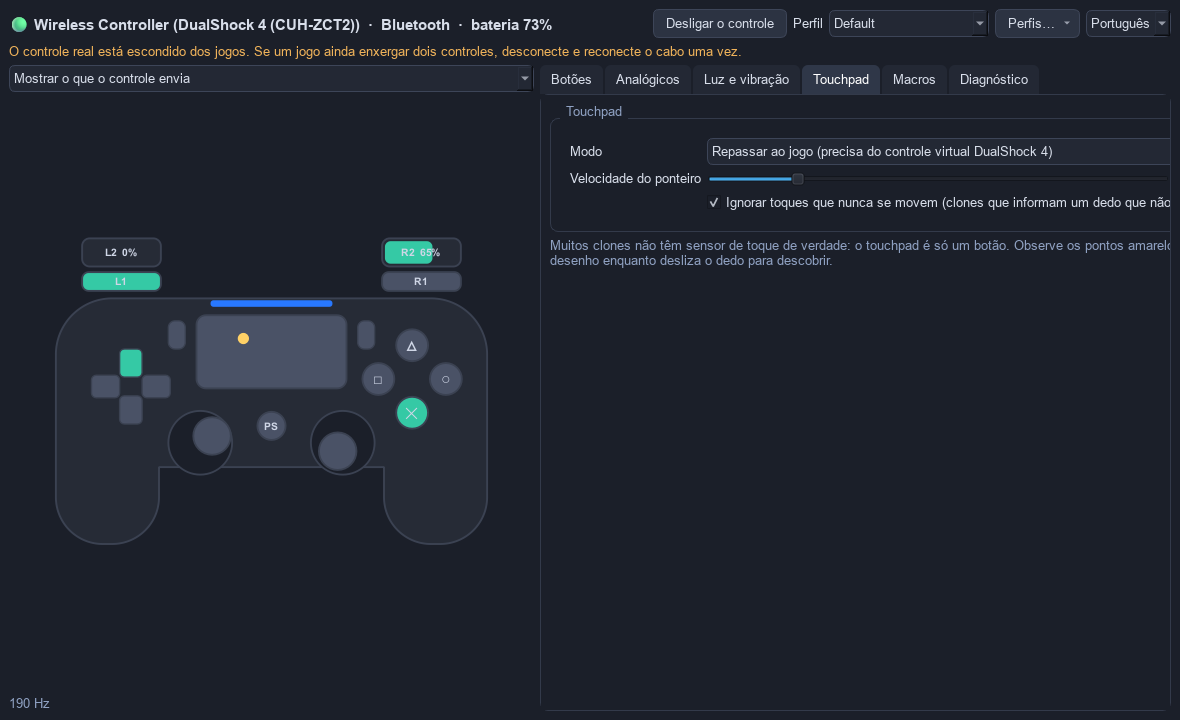 Wireless Controller (DualShock 4 (CUH-ZCT2)) · Bluetooth · bateria 73%
Desligar o controle
Perfil
Default
Perfis…
Português
O controle real está escondido dos jogos. Se um jogo ainda enxergar dois controles, desconecte e reconecte o cabo uma vez.
Mostrar o que o controle envia
Botões
Analógicos
Luz e vibração
Touchpad
Macros
Diagnóstico
Touchpad
Modo
Repassar ao jogo (precisa do controle virtual DualShock 4)
Velocidade do ponteiro
Ignorar toques que nunca se movem (clones que informam um dedo que não
Muitos clones não têm sensor de toque de verdade: o touchpad é só um botão. Observe os pontos amarelo
desenho enquanto desliza o dedo para descobrir.
L2 0%
R2 65%
L1
R1
PS
190 Hz